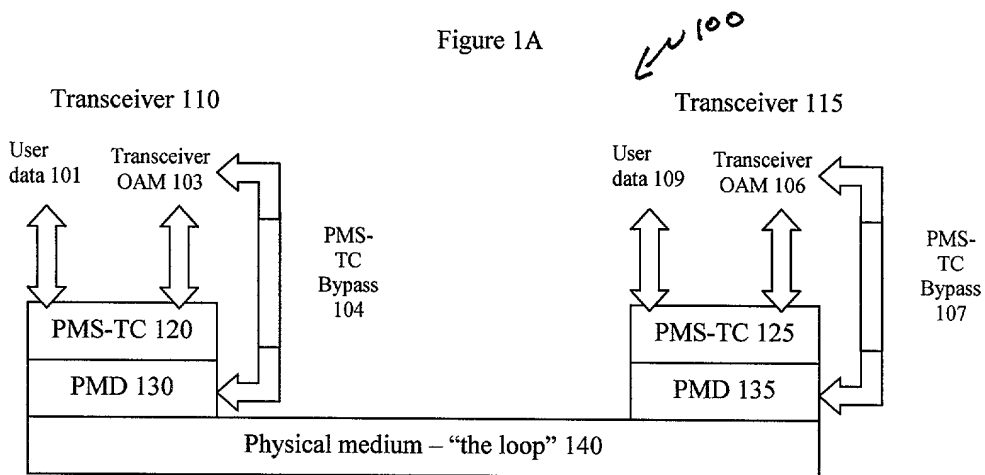 Figure 1A
100
Transceiver 110
Transceiver 115
User
data 101
Transceiver
OAM 103
PMS-
TC
Bypass
104
PMS-TC 120
PMD 130
User
data 109
Transceiver
OAM 106
PMS-
TC
Bypass
107
PMS-TC 125
PMD 135
Physical medium – “the loop” 140